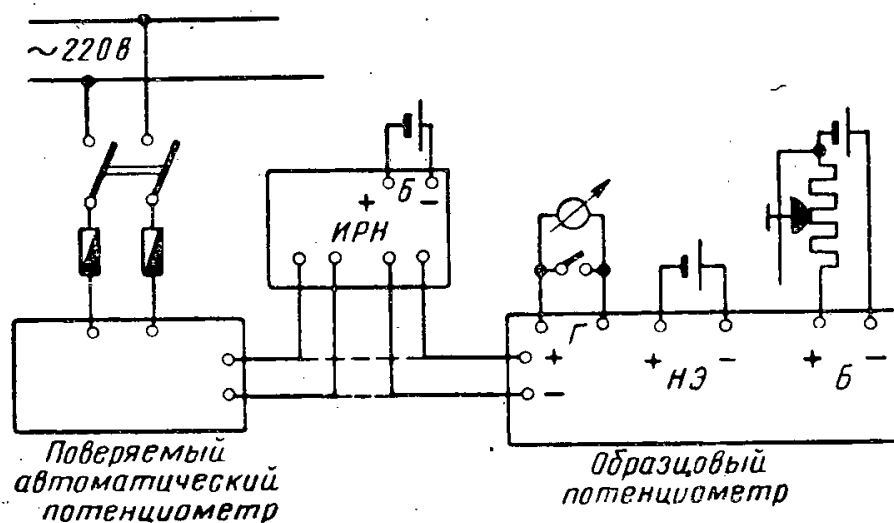 ~220В
+ Б -
ИРН
Г
+
-
+ НЭ -
+ Б -
Поверяемый
автоматический
потенциометр
Образцовый
потенциометр